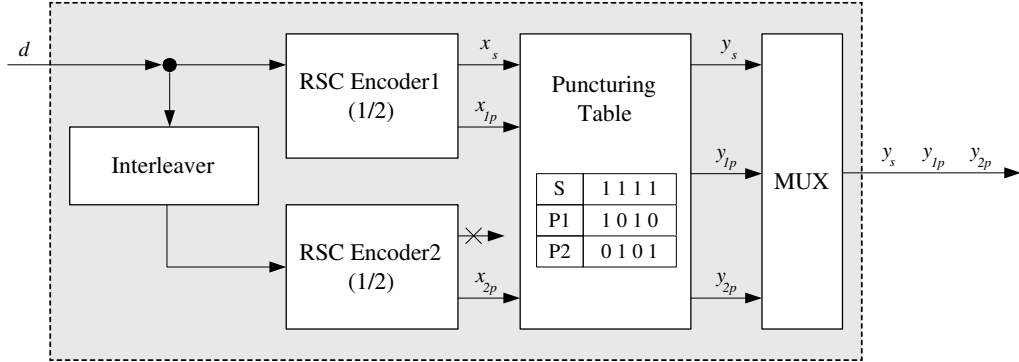 d
RSC Encoder1
(1/2)
x_s
x_1p
Interleaver
RSC Encoder2
(1/2)
x_2p
Puncturing
Table
S 1 1 1 1
P1 1 0 1 0
P2 0 1 0 1
y_s
y_1p
y_2p
MUX
y_s y_1p y_2p